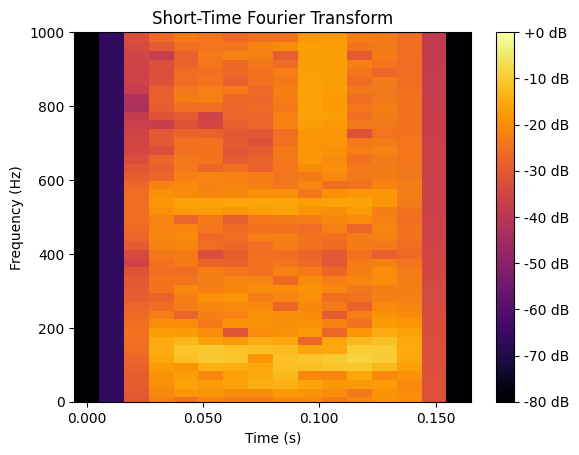 Short-Time Fourier Transform
1000
800
600
400
200
0
Frequency (Hz)
0.000
0.050
0.100
0.150
Time (s)
+0 dB
-10 dB
-20 dB
-30 dB
-40 dB
-50 dB
-60 dB
-70 dB
-80 dB